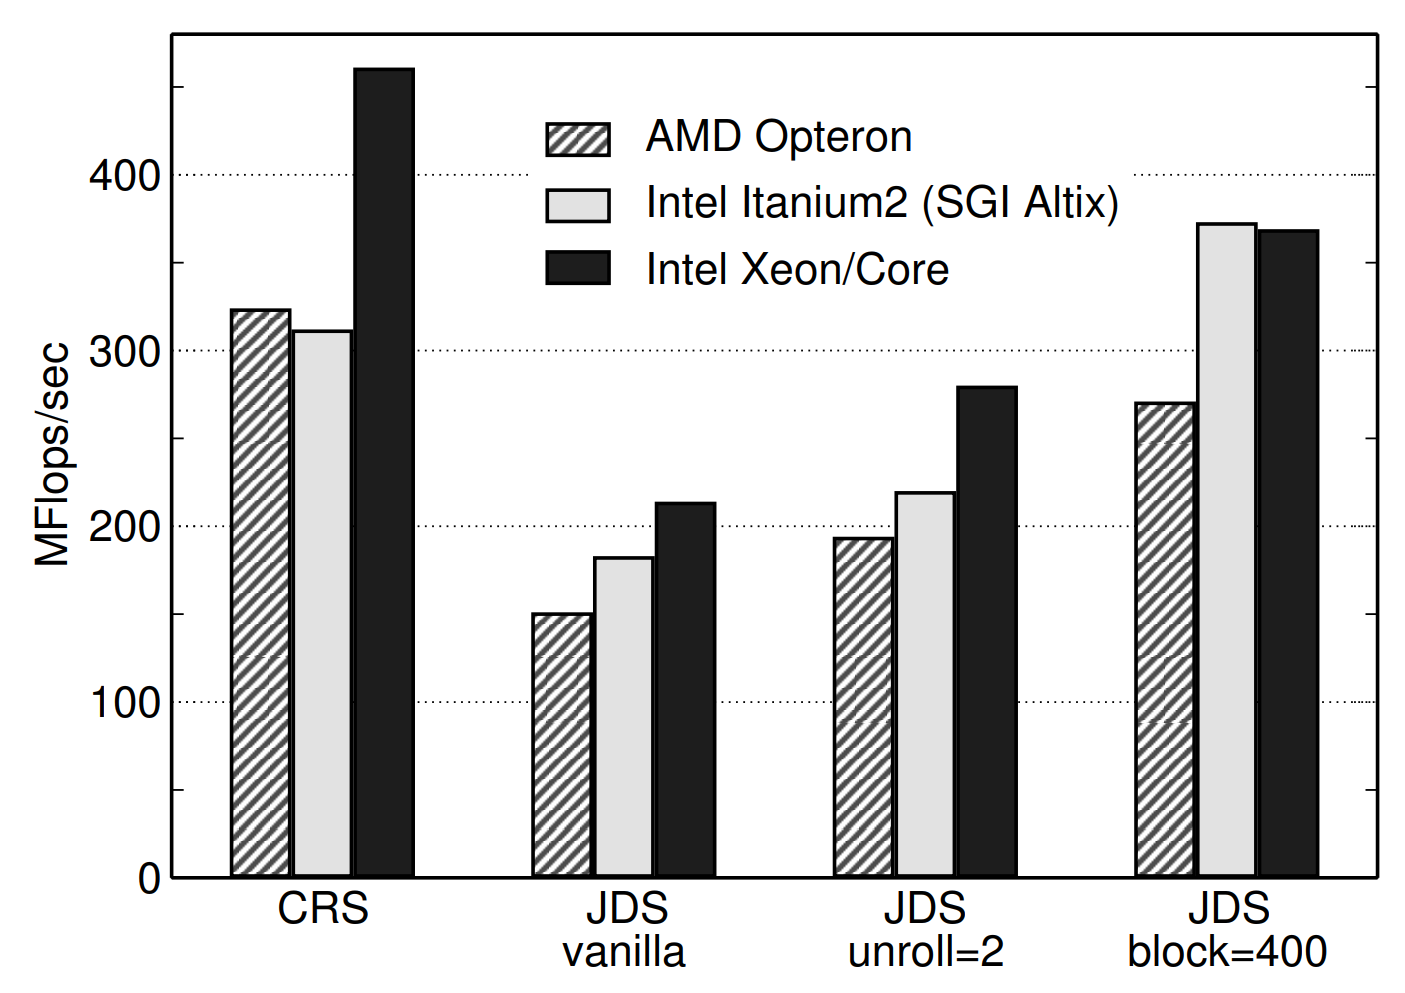 AMD Opteron
400
Intel Itanium2 (SGI Altix)
Intel Xeon/Core
300
MFlops/sec
200
100
0
CRS
JDS
vanilla
JDS
unroll=2
JDS
block=400